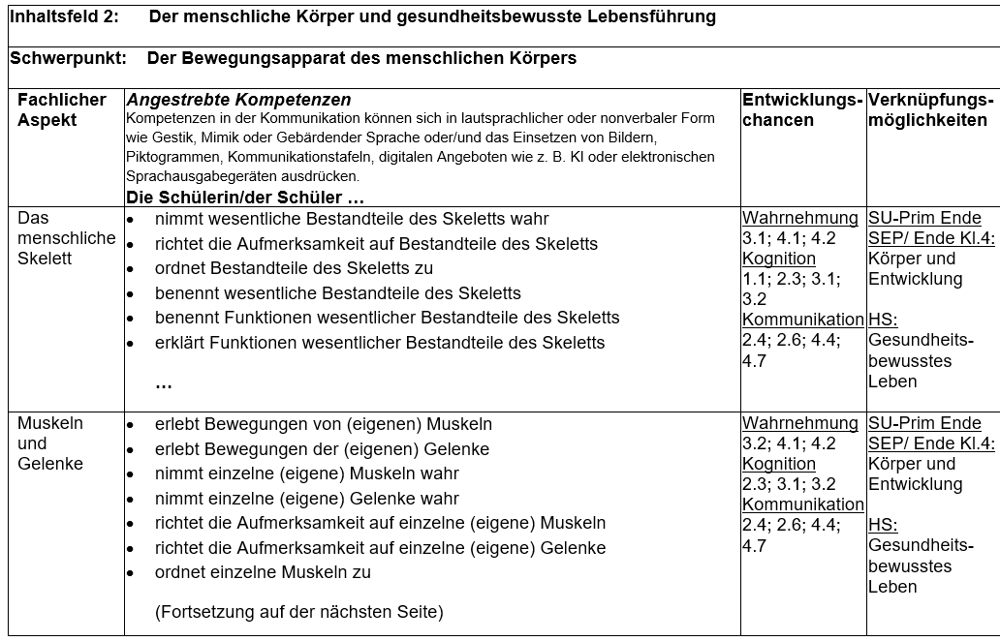 Inhaltsfeld 2: Der menschliche Körper und gesundheitsbewusste Lebensführung
Schwerpunkt: Der Bewegungsapparat des menschlichen Körpers
Fachlicher
Aspekt
Angestrebte Kompetenzen
Kompetenzen in der Kommunikation können sich in lautsprachlicher oder nonverbaler Form
wie Gestik, Mimik oder Gebärdender Sprache oder/und das Einsetzen von Bildern,
Piktogrammen, Kommunikationstafeln, digitalen Angeboten wie z. B. KI oder elektronischen
Sprachausgabegeräten ausdrücken.
Die Schülerin/der Schüler …
Entwicklungs-
chancen
Verknüpfungs-
möglichkeiten
Das
menschliche
Skelett
• nimmt wesentliche Bestandteile des Skeletts wahr
• richtet die Aufmerksamkeit auf Bestandteile des Skeletts
• ordnet Bestandteile des Skeletts zu
• benennt wesentliche Bestandteile des Skeletts
• benennt Funktionen wesentlicher Bestandteile des Skeletts
• erklärt Funktionen wesentlicher Bestandteile des Skeletts
…
Wahrnehmung
3.1; 4.1; 4.2
Kognition
1.1; 2.3; 3.1;
3.2
Kommunikation
2.4; 2.6; 4.4;
4.7
SU-Prim Ende
SEP/ Ende Kl.4:
Körper und
Entwicklung
HS:
Gesundheits-
bewusstes
Leben
Muskeln
und
Gelenke
• erlebt Bewegungen von (eigenen) Muskeln
• erlebt Bewegungen der (eigenen) Gelenke
• nimmt einzelne (eigene) Muskeln wahr
• nimmt einzelne (eigene) Gelenke wahr
• richtet die Aufmerksamkeit auf einzelne (eigene) Muskeln
• richtet die Aufmerksamkeit auf einzelne (eigene) Gelenke
• ordnet einzelne Muskeln zu
(Fortsetzung auf der nächsten Seite)
Wahrnehmung
3.2; 4.1; 4.2
Kognition
2.3; 3.1; 3.2
Kommunikation
2.4; 2.6; 4.4;
4.7
SU-Prim Ende
SEP/ Ende Kl.4:
Körper und
Entwicklung
HS:
Gesundheits-
bewusstes
Leben